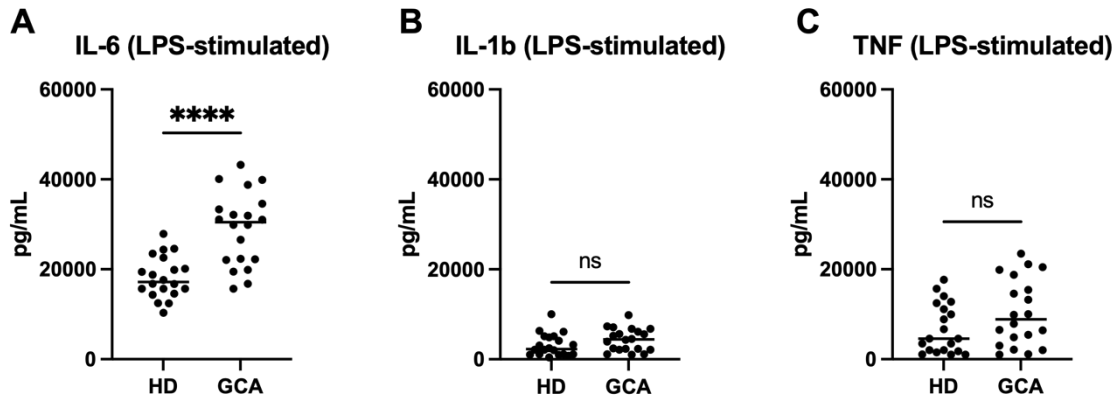 A
IL-6 (LPS-stimulated)
60000
40000
20000
0
pg/mL
****
HD
GCA
B
IL-1b (LPS-stimulated)
60000
40000
20000
0
pg/mL
ns
HD
GCA
C
TNF (LPS-stimulated)
60000
40000
20000
0
pg/mL
ns
HD
GCA